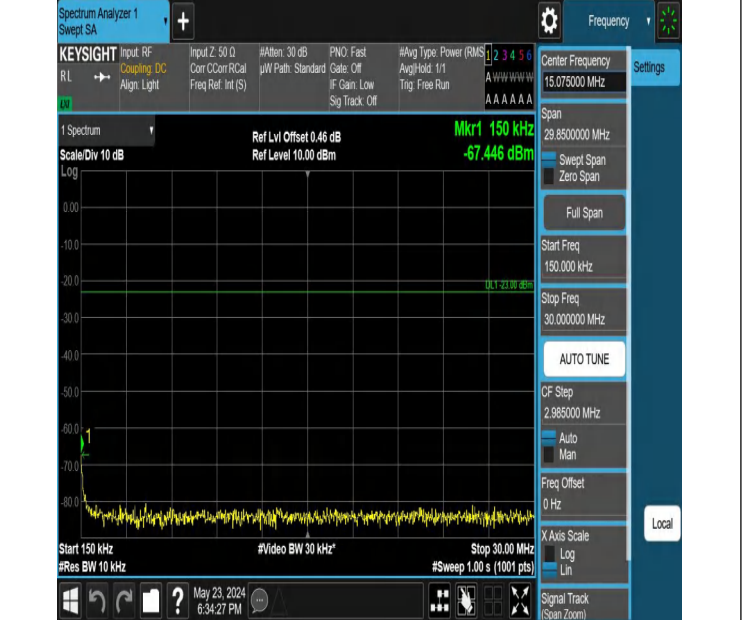 Spectrum Analyzer 1
Swept SA
+
Frequency
KEYSIGHT
RL
LXI
Input: RF
Coupling: DC
Align: Light
Input Z: 50 Ω
Corr CCorr RCal
Freq Ref: Int (S)
#Atten: 30 dB
µW Path: Standard
PNO: Fast
Gate: Off
IF Gain: Low
Sig Track: Off
#Avg Type: Power (RMS
Avg|Hold: 1/1
Trig: Free Run
1 2 3 4 5 6
A W W W W W
A A A A A A
Center Frequency
15.075000 MHz
Settings
Span
29.8500000 MHz
Swept Span
Zero Span
Full Span
Start Freq
150.000 kHz
Stop Freq
30.000000 MHz
AUTO TUNE
CF Step
2.985000 MHz
Auto
Man
Freq Offset
0 Hz
X Axis Scale
Log
Lin
Signal Track
(Span Zoom)
Local
1 Spectrum
Scale/Div 10 dB
Log
Ref Lvl Offset 0.46 dB
Ref Level 10.00 dBm
Mkr1 150 kHz
-67.446 dBm
0.00
-10.0
-20.0
DL1 -23.00 dBm
-30.0
-40.0
-50.0
-60.0
1
-70.0
-80.0
Start 150 kHz
#Video BW 30 kHz*
Stop 30.00 MHz
#Res BW 10 kHz
#Sweep 1.00 s (1001 pts)
?
May 23, 2024
6:34:27 PM